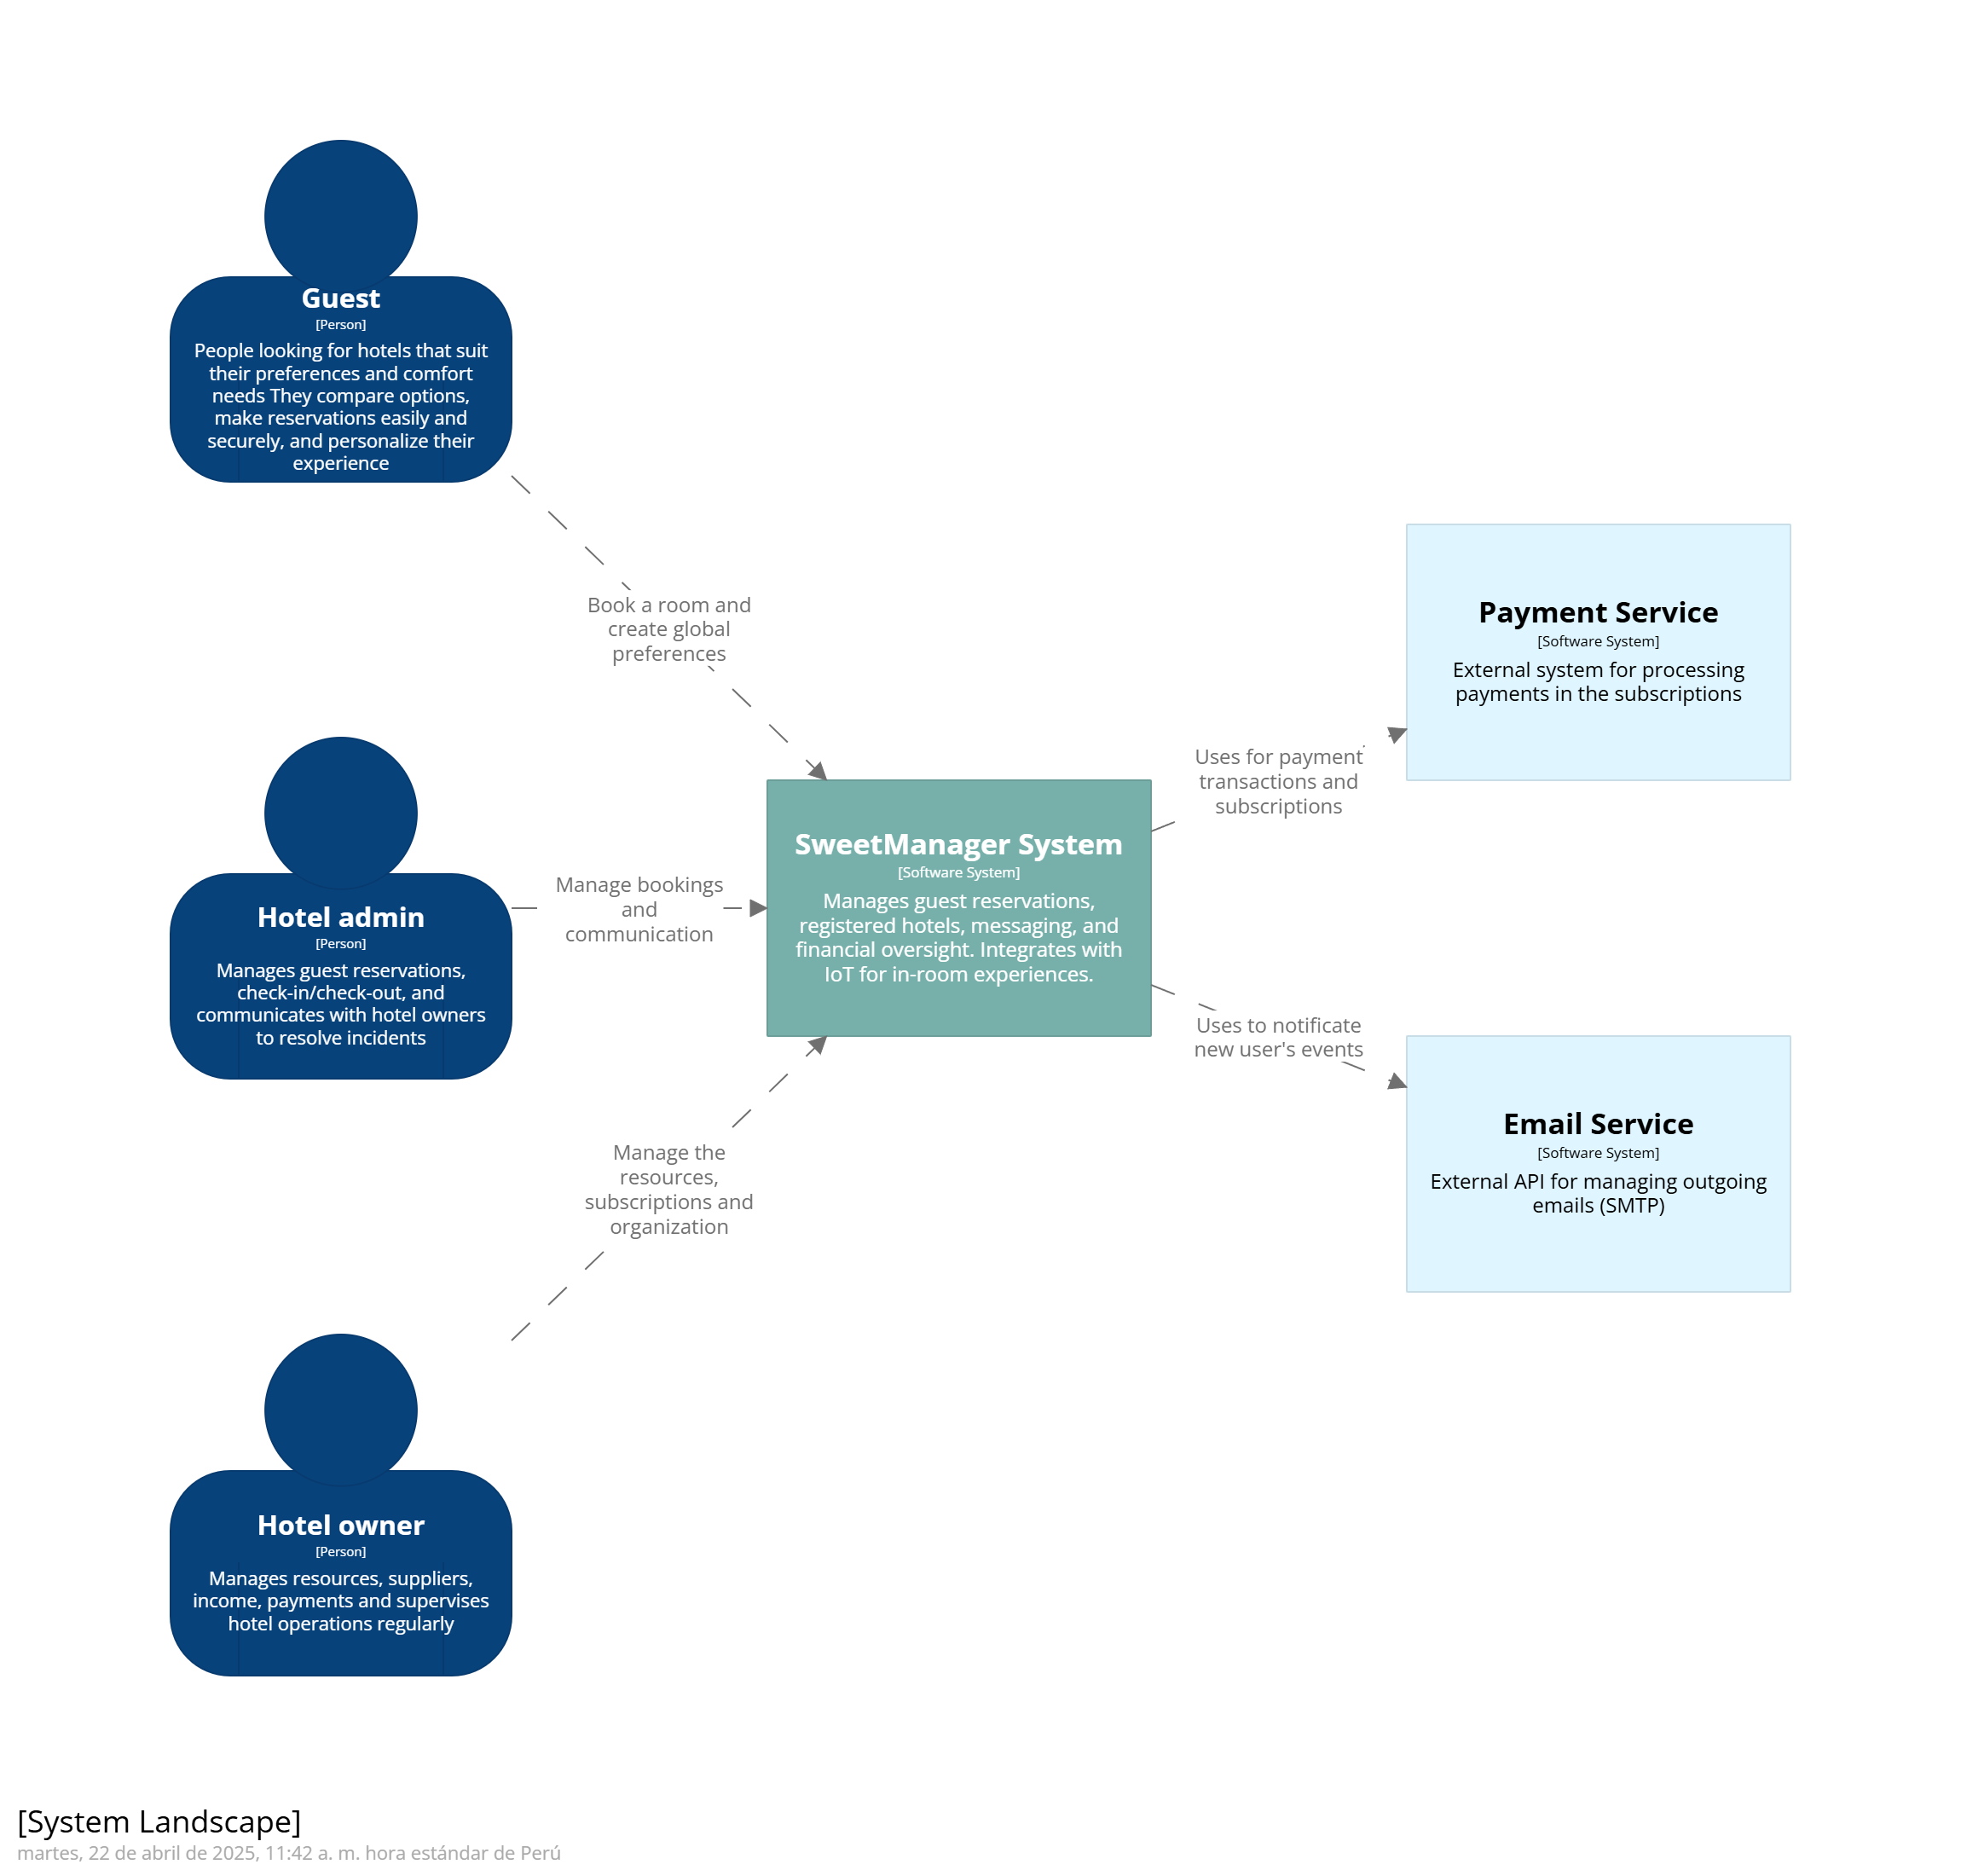 Guest
[Person]
People looking for hotels that suit
their preferences and comfort
needs They compare options,
make reservations easily and
securely, and personalize their
experience
Book a room and
create global
preferences
Hotel admin
[Person]
Manages guest reservations,
check-in/check-out, and
communicates with hotel owners
to resolve incidents
Manage bookings
and
communication
SweetManager System
[Software System]
Manages guest reservations,
registered hotels, messaging, and
financial oversight. Integrates with
IoT for in-room experiences.
Uses for payment
transactions and
subscriptions
Payment Service
[Software System]
External system for processing
payments in the subscriptions
Uses to notificate
new user's events
Email Service
[Software System]
External API for managing outgoing
emails (SMTP)
Manage the
resources,
subscriptions and
organization
Hotel owner
[Person]
Manages resources, suppliers,
income, payments and supervises
hotel operations regularly
[System Landscape]
martes, 22 de abril de 2025, 11:42 a. m. hora estándar de Perú